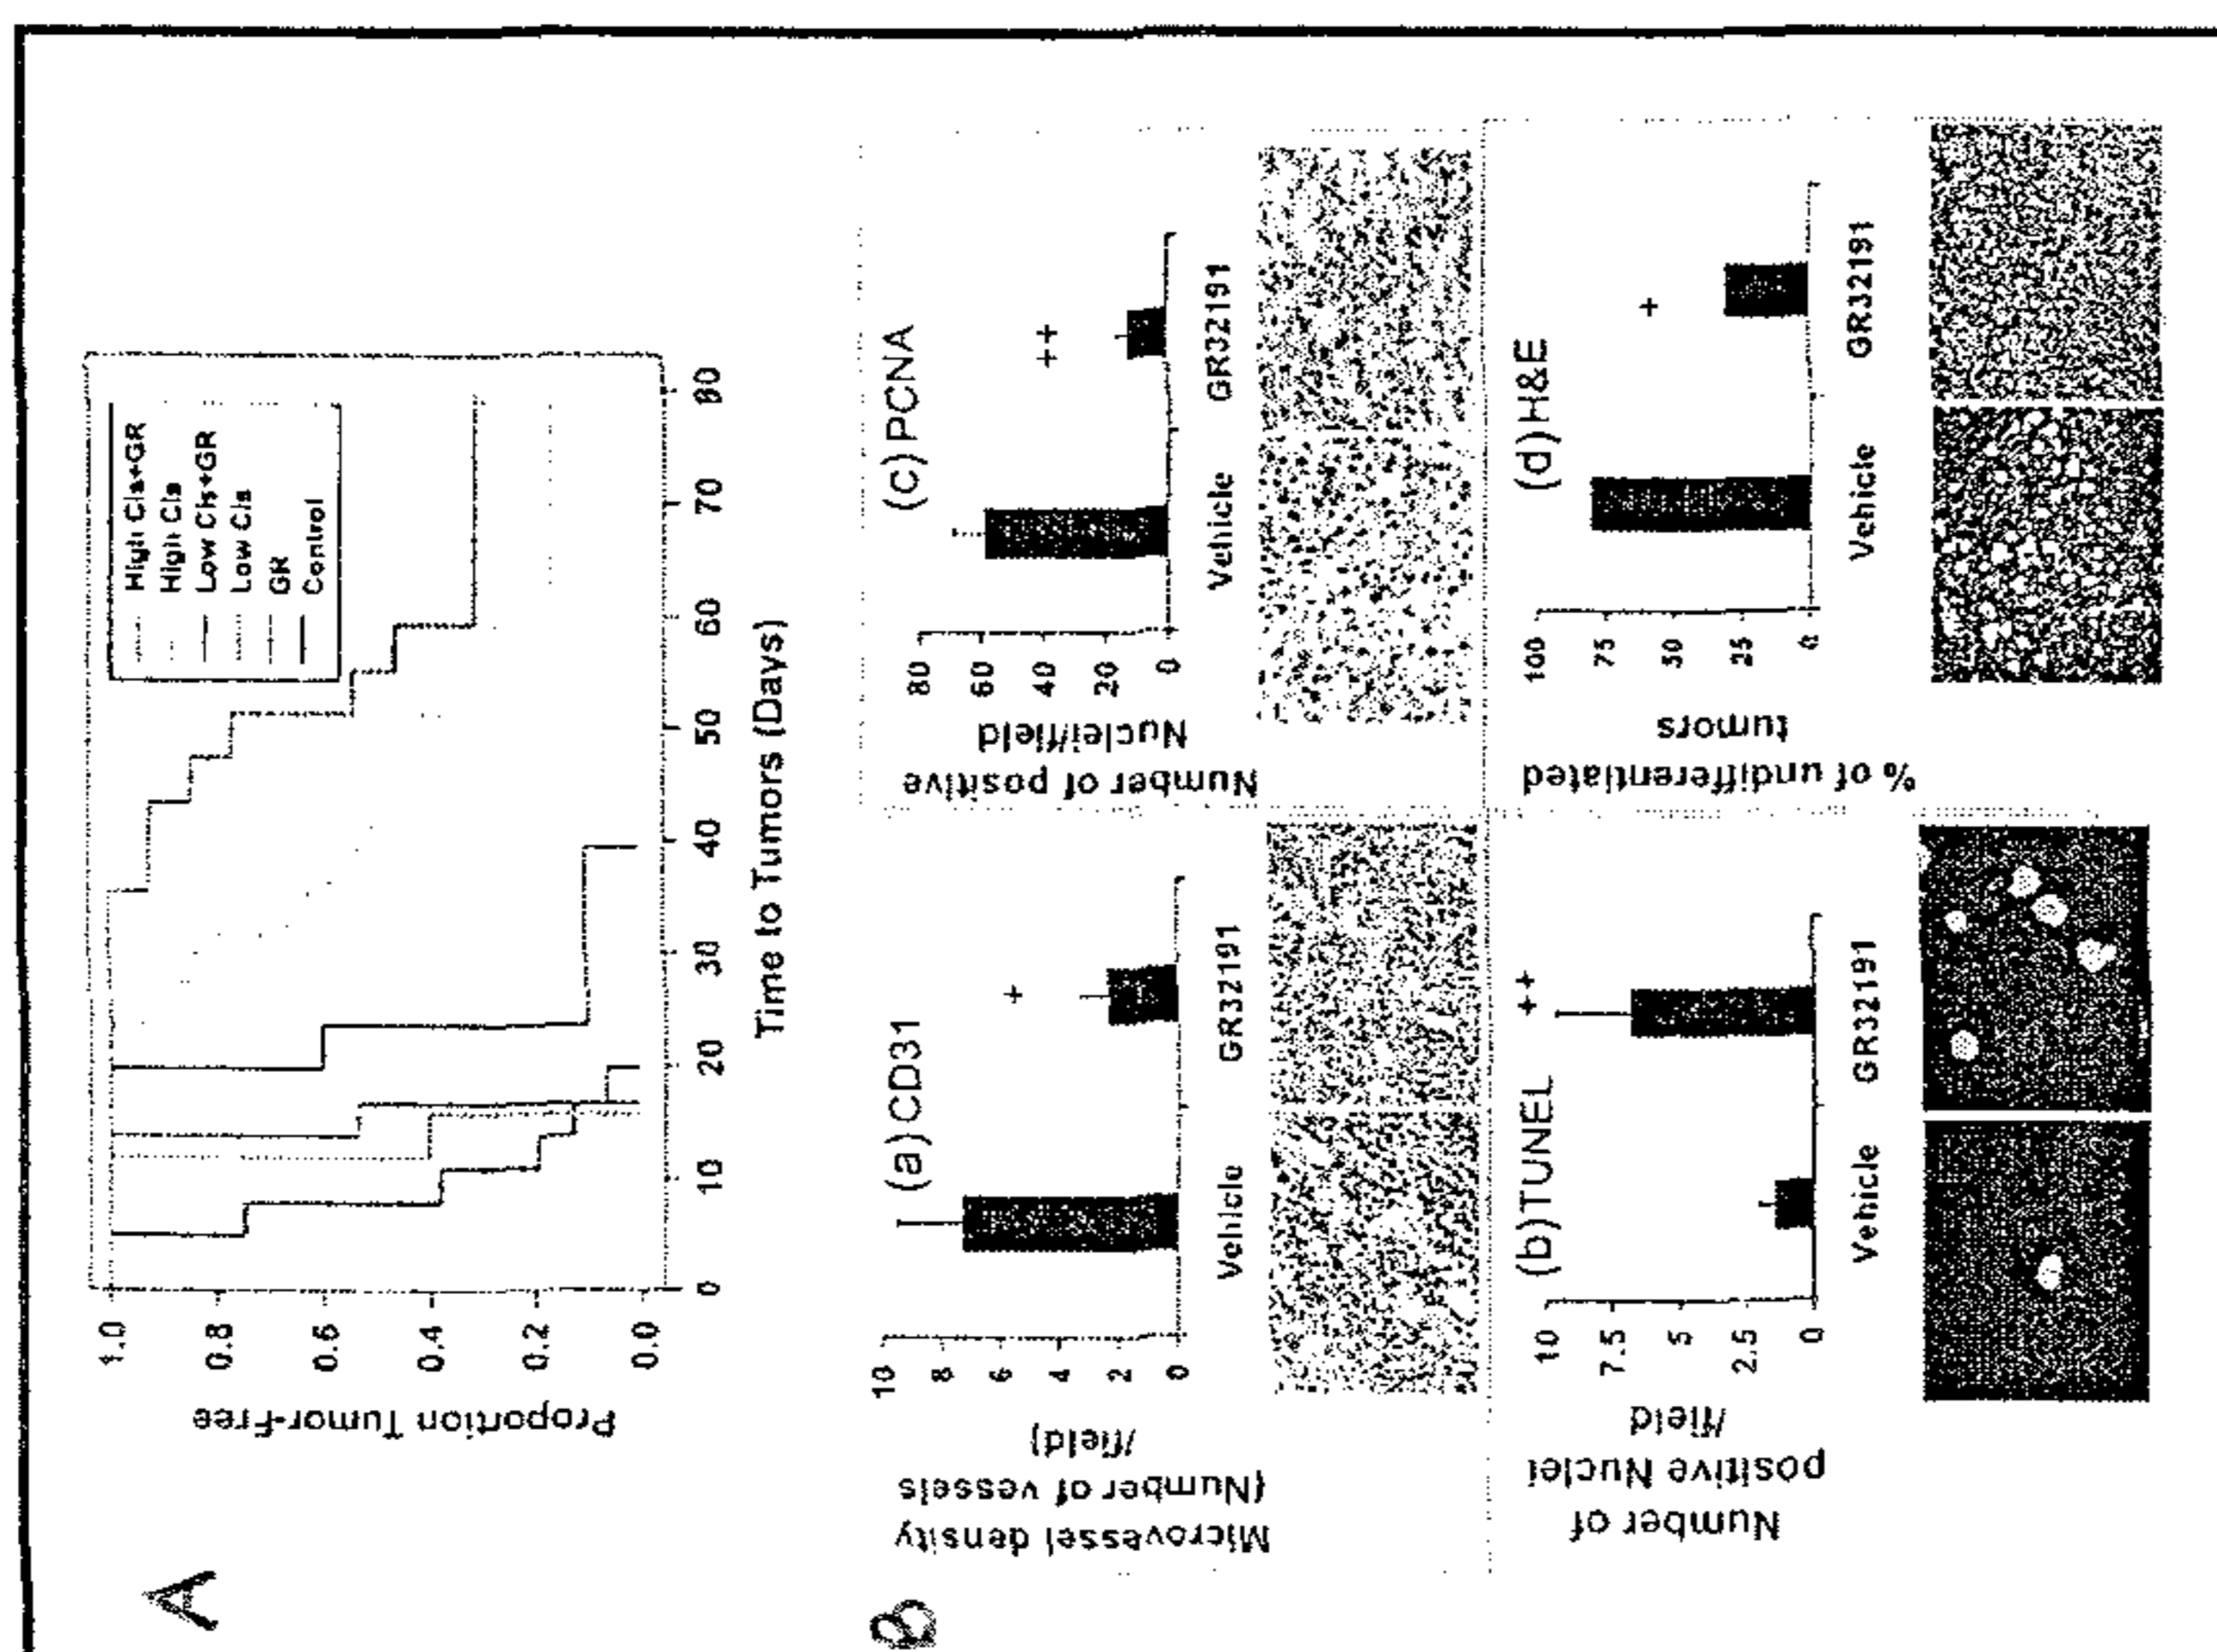 A
Proportion Tumor-Free
1.0
0.8
0.6
0.4
0.2
0.0
0 10 20 30 40 50 60 70 80
Time to Tumors (Days)
High Cis+GR
High Cis
Low Cis+GR
Low Cis
GR
Control
B
(a)CD31
Microvessel density
(Number of vessels
/field)
10
8
6
4
2
0
+
Vehicle GR32191
(c)PCNA
Number of positive
Nuclei/field
80
60
40
20
0
++
Vehicle GR32191
(b)TUNEL
Number of
positive Nuclei
/field
10
7.5
5
2.5
0
++
Vehicle GR32191
(d)H&E
% of undifferentiated
tumors
100
75
50
25
0
+
Vehicle GR32191